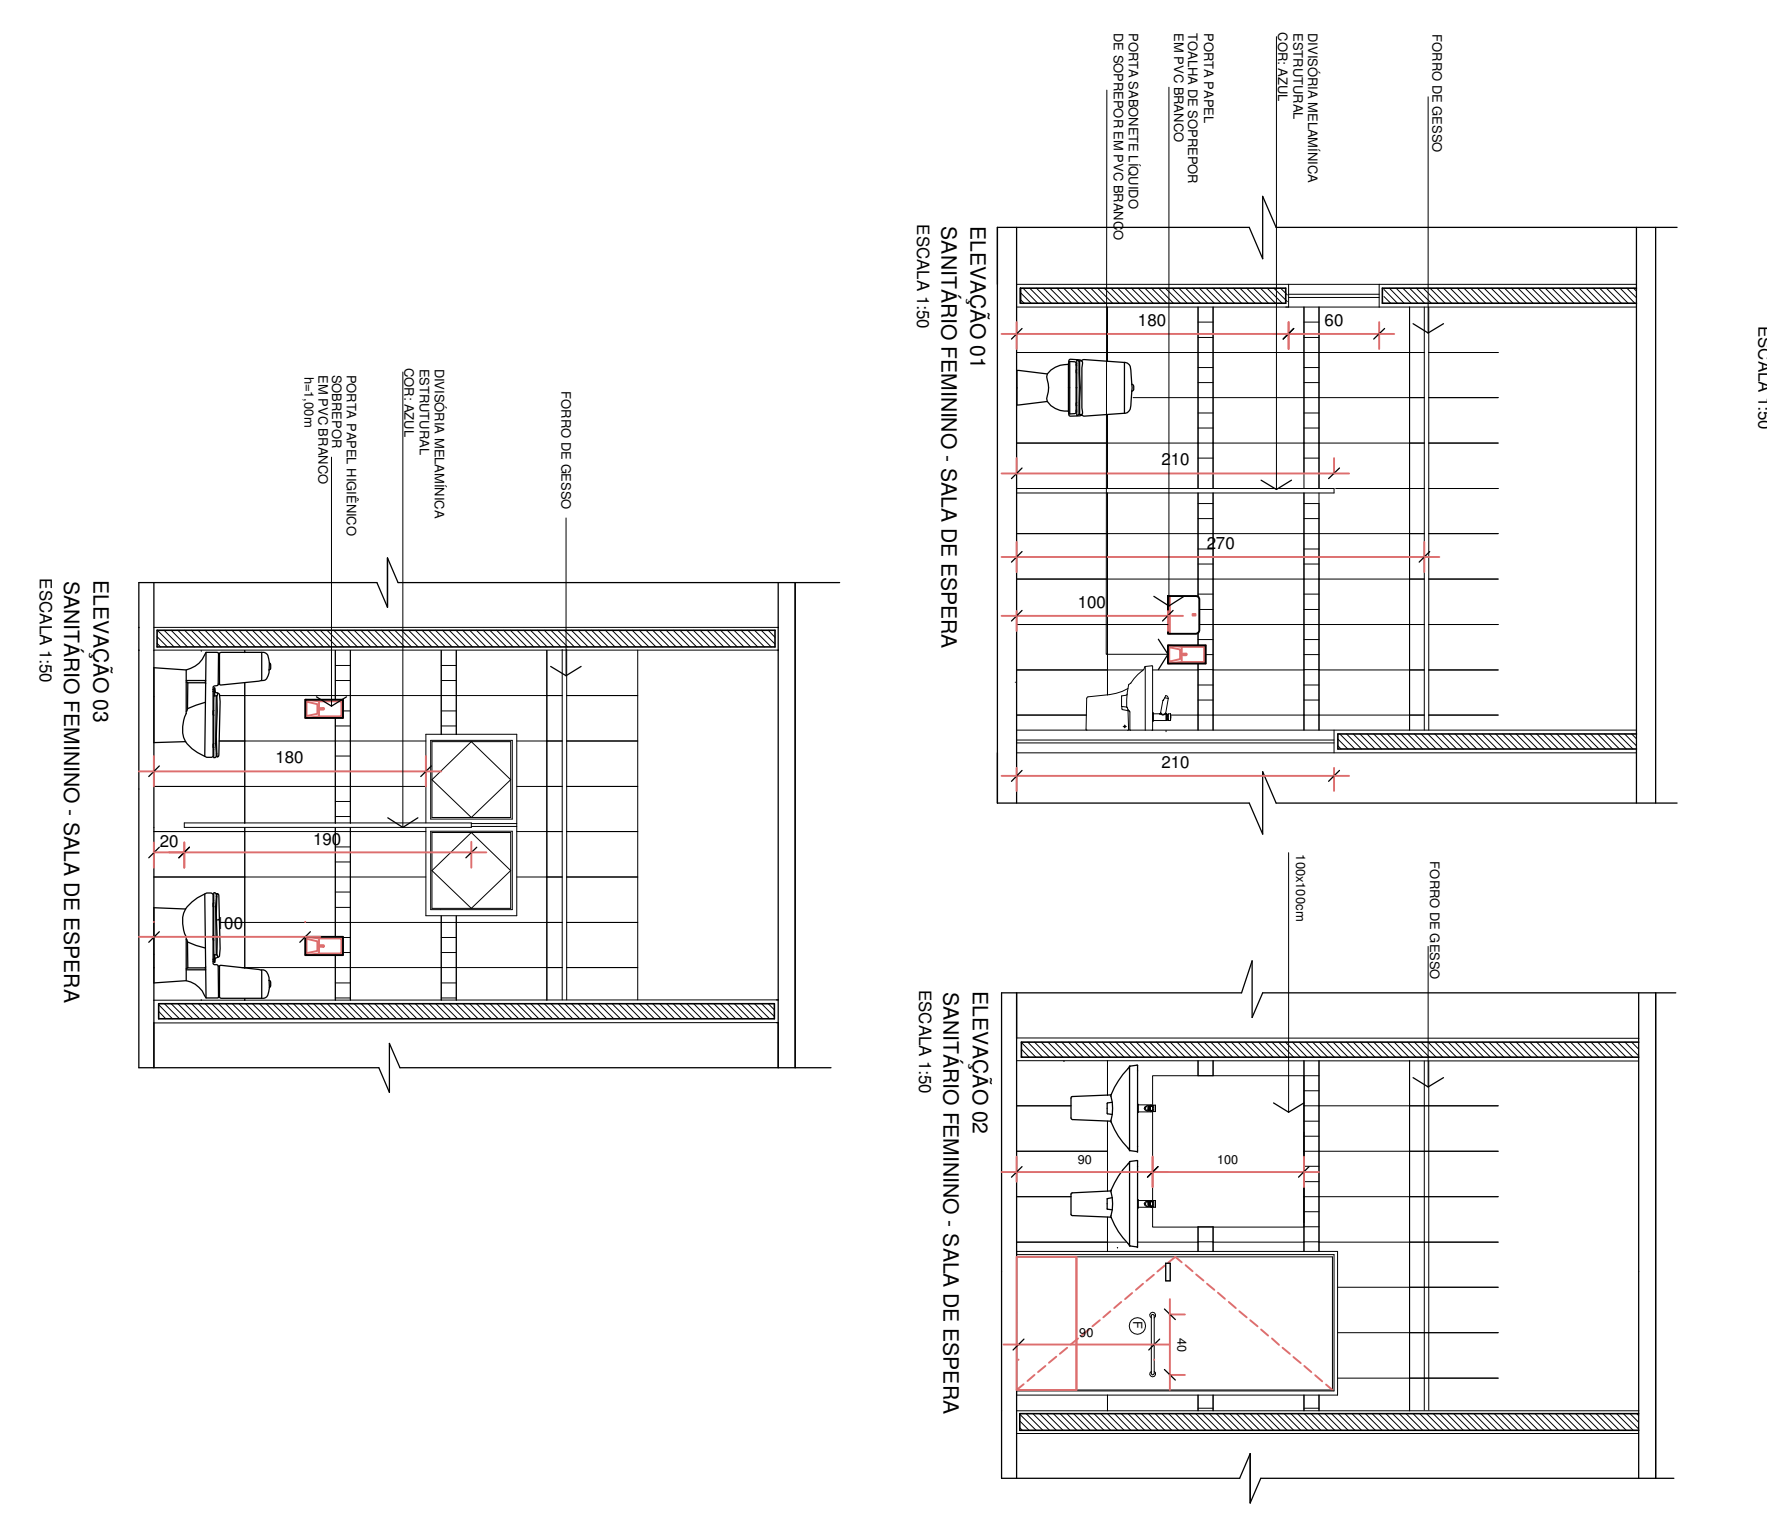 FORRO DE GESSO
DIVISÓRIA MELAMÍNICA
ESTRUTURAL
COR: AZUL
PORTA PAPEL
TOALHA DE SOPREPOR
EM PVC BRANCO
PORTA SABONETE LÍQUIDO
DE SOPREPOR EM PVC BRANCO
180
60
210
270
100
210
ELEVAÇÃO 01
SANITÁRIO FEMININO - SALA DE ESPERA
ESCALA 1:50
FORRO DE GESSO
100x100cm
90
100
F
90
40
ELEVAÇÃO 02
SANITÁRIO FEMININO - SALA DE ESPERA
ESCALA 1:50
FORRO DE GESSO
DIVISÓRIA MELAMÍNICA
ESTRUTURAL
COR: AZUL
PORTA PAPEL HIGIÊNICO
SOBREPOR
EM PVC BRANCO
h=1,00m
180
20
190
00
ELEVAÇÃO 03
SANITÁRIO FEMININO - SALA DE ESPERA
ESCALA 1:50
ESCALA 1:50